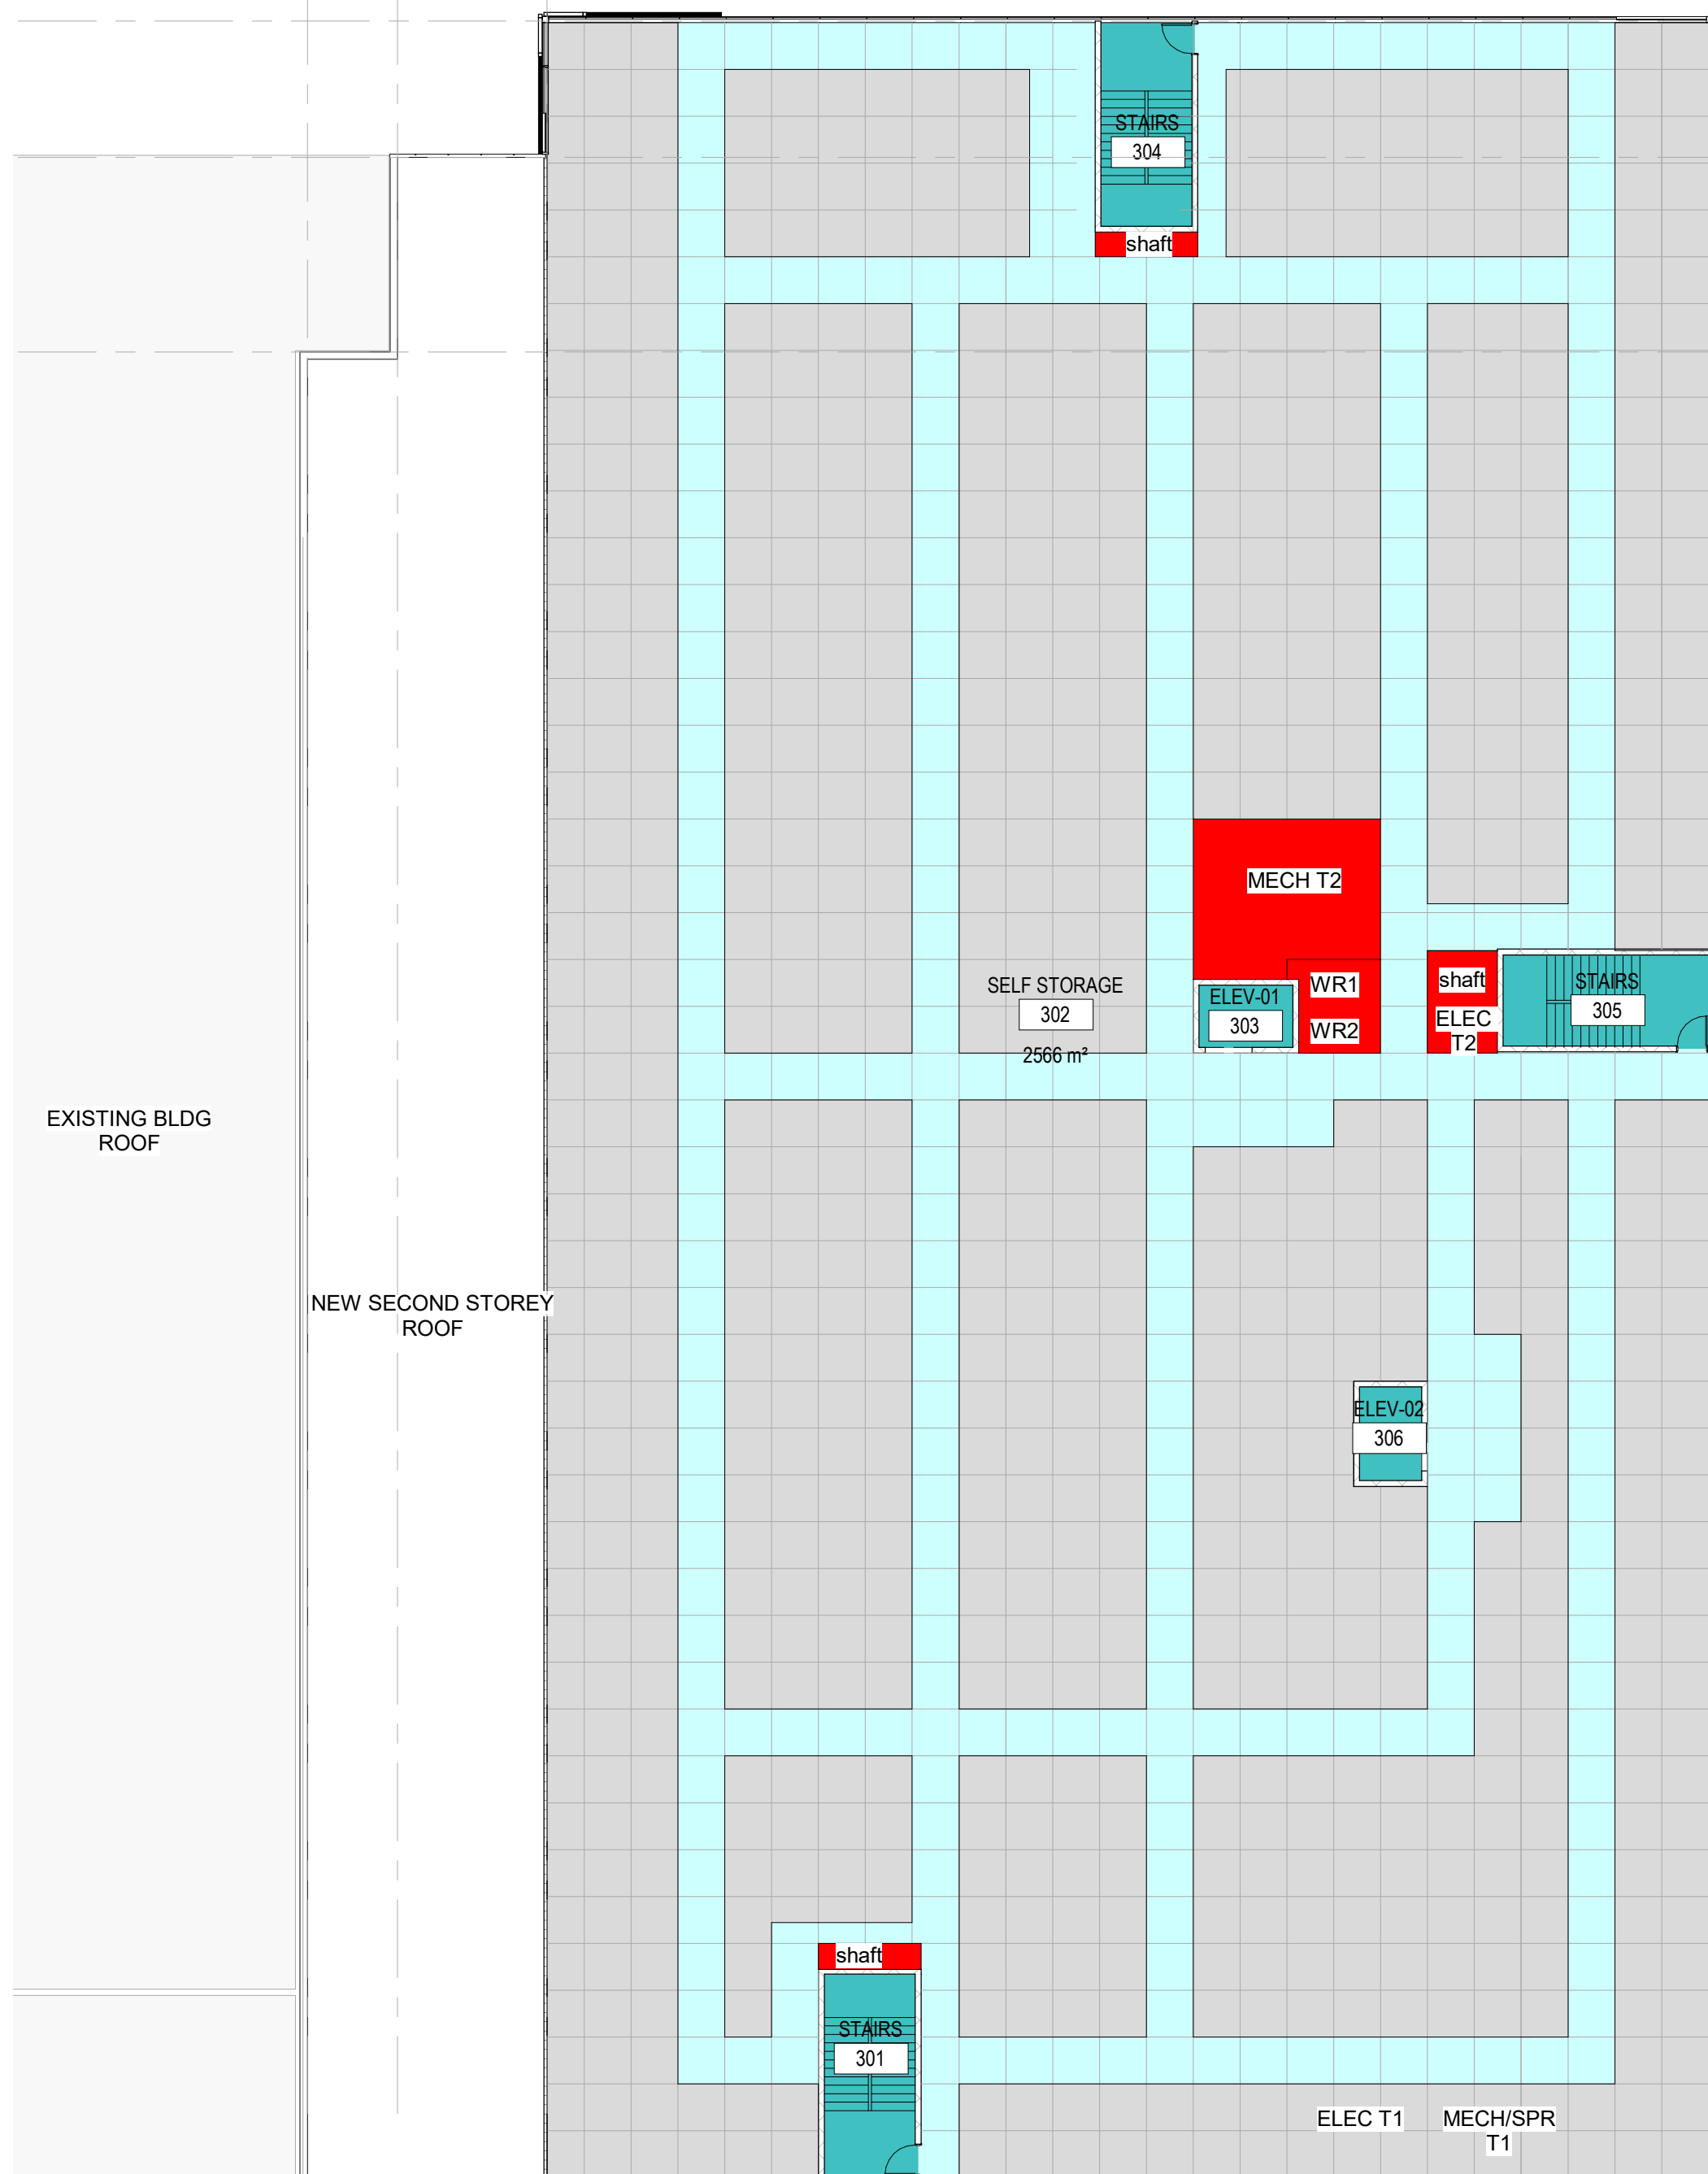 STAIRS
304
shaft
MECH T2
SELF STORAGE
302
2566 m²
ELEV-01
303
WR1
WR2
shaft
ELEC
T2
STAIRS
305
EXISTING BLDG
ROOF
NEW SECOND STOREY
ROOF
ELEV-02
306
shaft
STAIRS
301
ELEC T1
MECH/SPR
T1